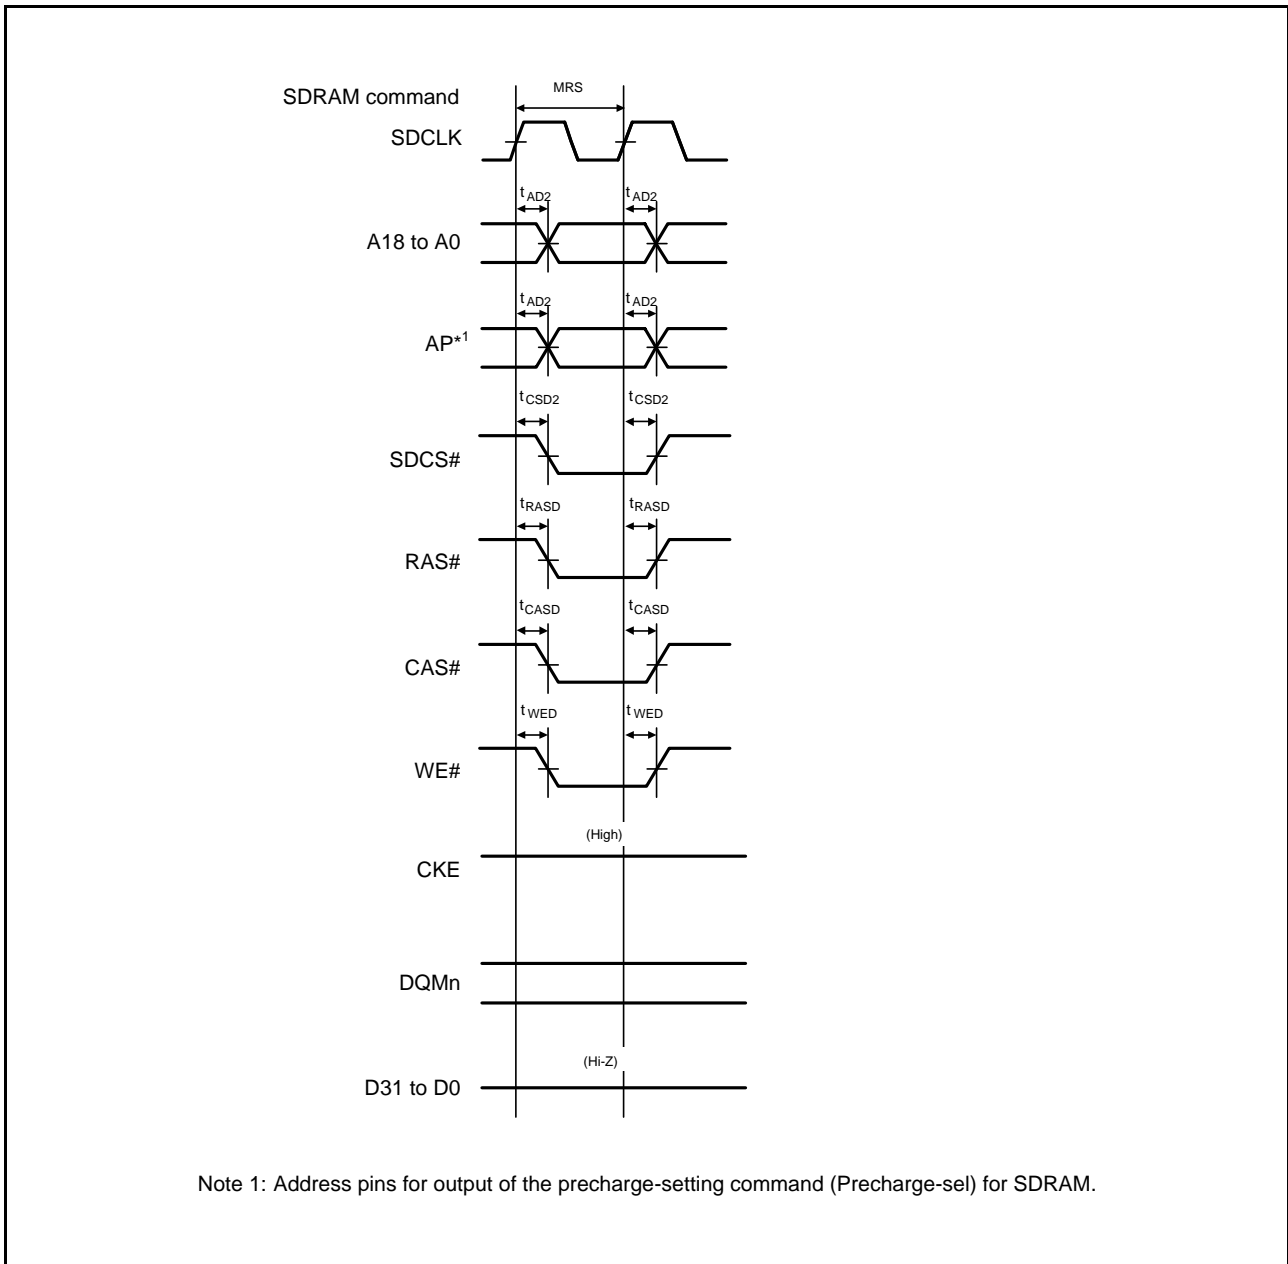 MRS
SDRAM command
SDCLK
tAD2 tAD2
A18 to A0
tAD2 tAD2
AP*1
tCSD2 tCSD2
SDCS#
tRASD tRASD
RAS#
tCASD tCASD
CAS#
tWED tWED
WE#
(High)
CKE
DQMn
(Hi-Z)
D31 to D0
Note 1: Address pins for output of the precharge-setting command (Precharge-sel) for SDRAM.